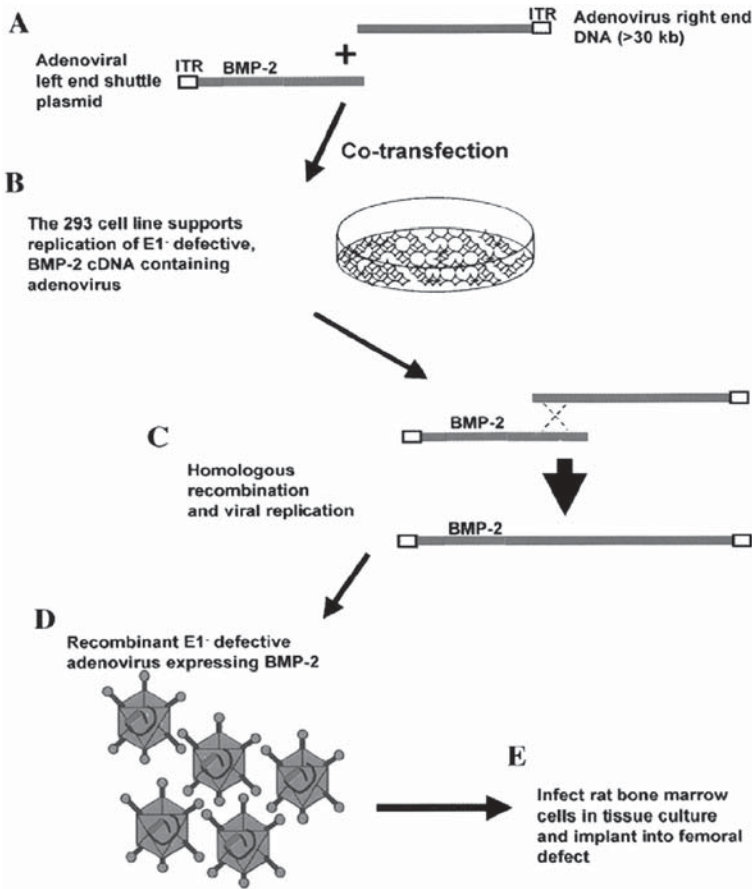 A
ITR
Adenovirus right end
DNA (>30 kb)
Adenoviral
left end shuttle
plasmid
ITR
BMP-2
+
Co-transfection
B
The 293 cell line supports
replication of E1- defective,
BMP-2 cDNA containing
adenovirus
BMP-2
C
Homologous
recombination
and viral replication
BMP-2
D
Recombinant E1- defective
adenovirus expressing BMP-2
E
Infect rat bone marrow
cells in tissue culture
and implant into femoral
defect